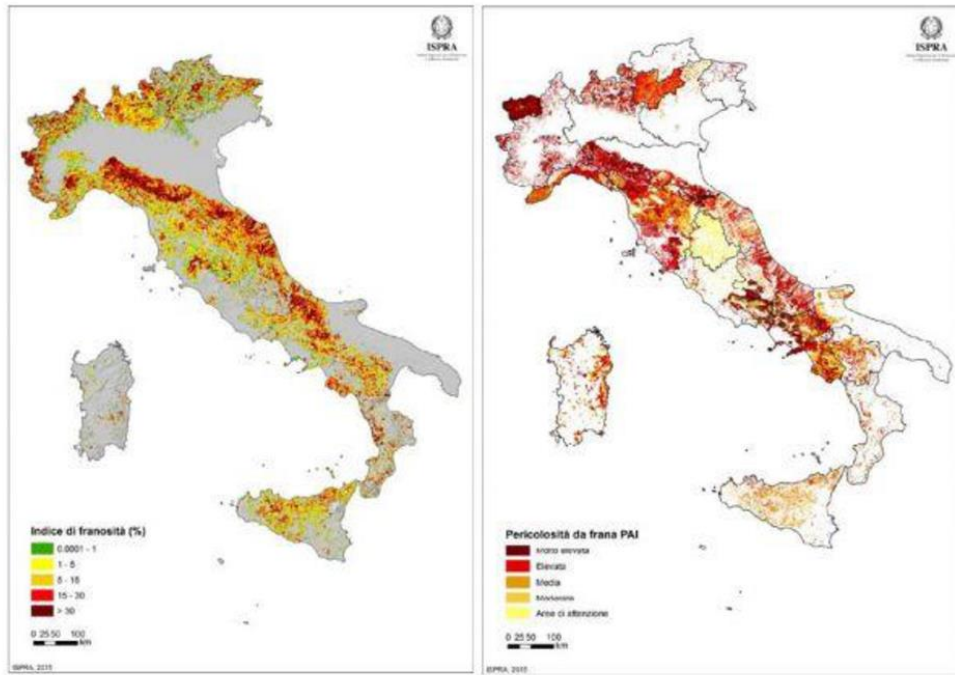 ISPRA
Indice di franosità (%)
0.0001 - 1
1 - 5
5 - 15
15 - 30
> 30
0 25 50 100
km
ISPRA, 2015
ISPRA
Pericolosità da frana PAI
Molto elevata
Elevata
Media
Moderata
Aree di attenzione
0 25 50 100
km
ISPRA, 2015